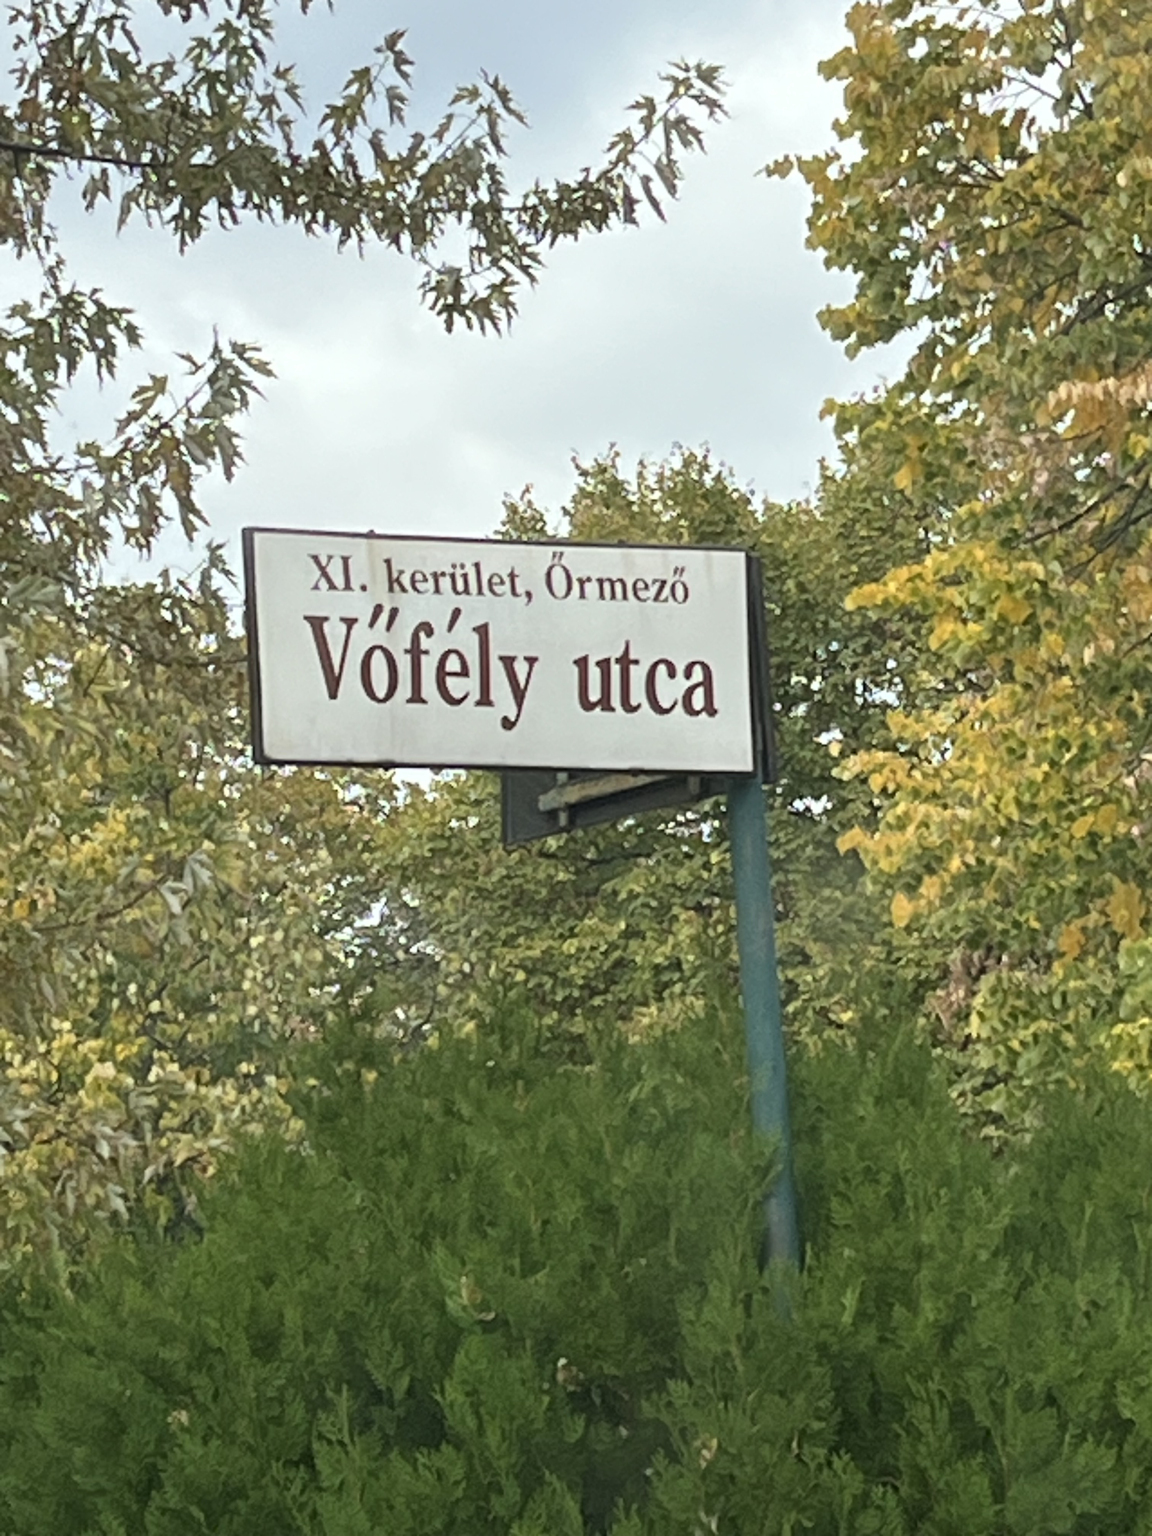 XI. kerület, Őrmező
Vőfély utca